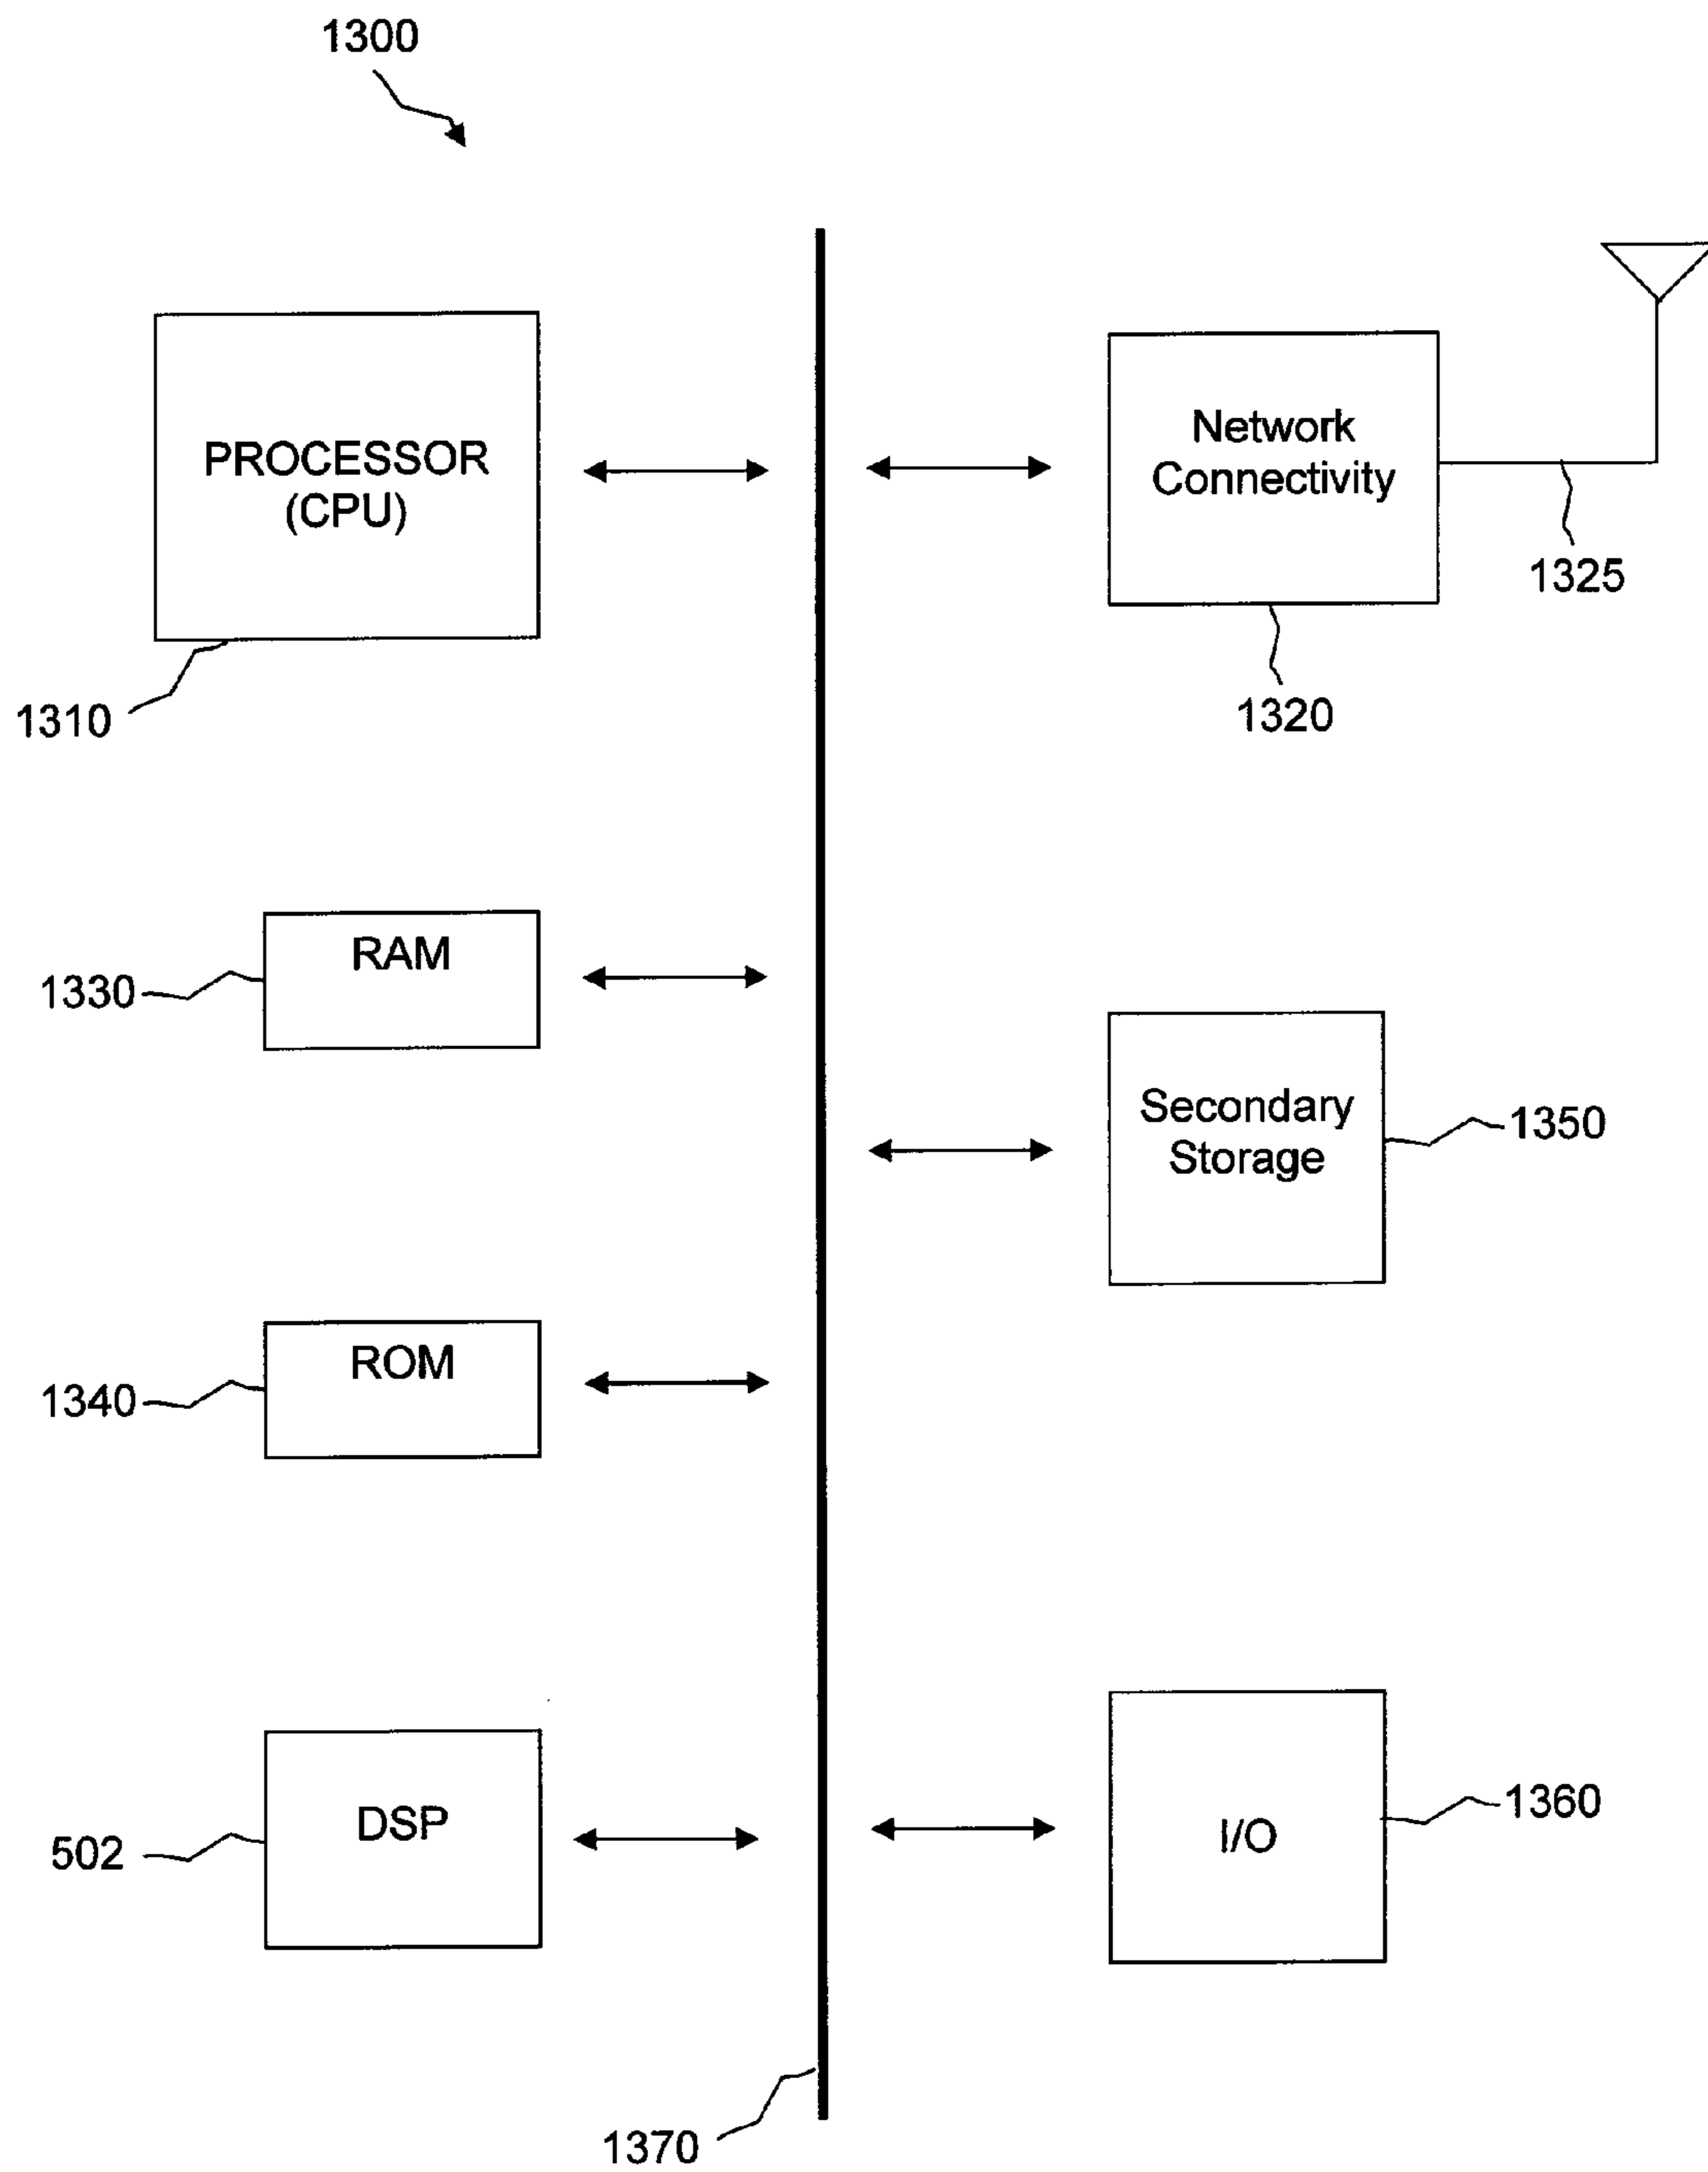 1300
PROCESSOR
(CPU)
Network
Connectivity
1325
1310
1320
RAM
1330
Secondary
Storage
1350
ROM
1340
DSP
502
I/O
1360
1370